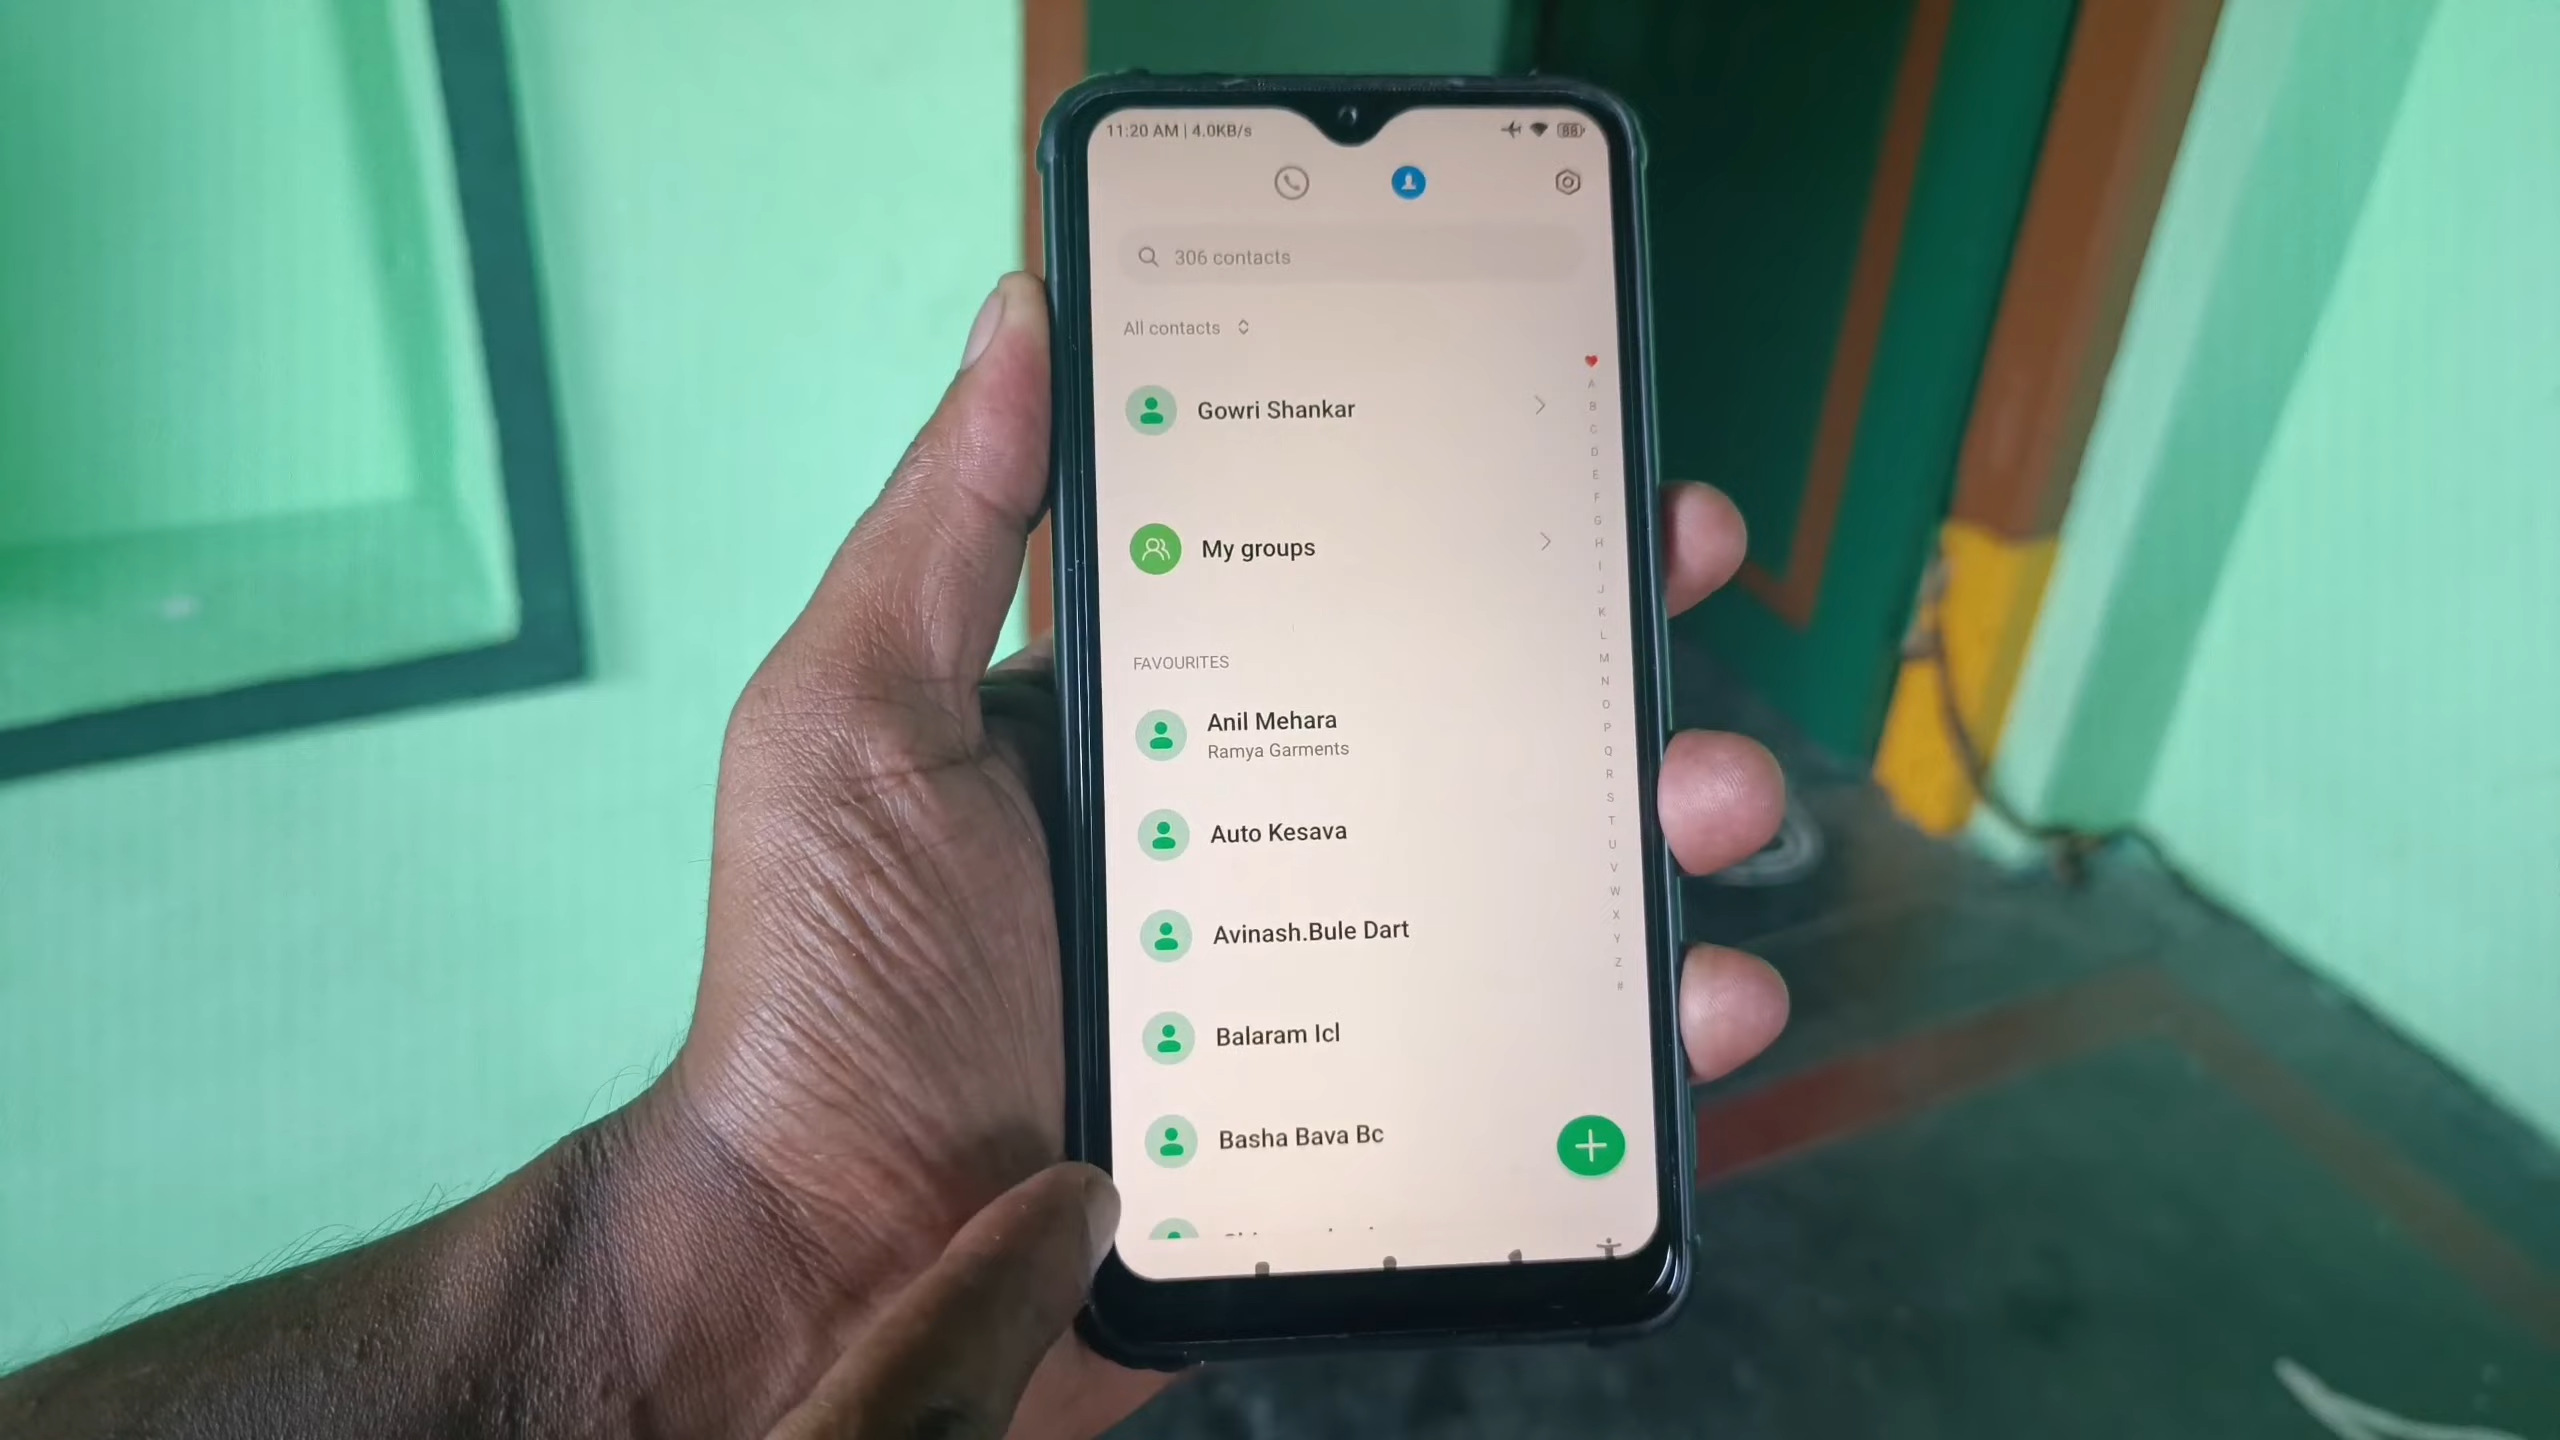 11:20 AM | 4.0KB/s
88
306 contacts
All contacts
Gowri Shankar
My groups
FAVOURITES
Anil Mehara
Ramya Garments
Auto Kesava
Avinash.Bule Dart
Balaram Icl
Basha Bava Bc
A
B
C
D
E
F
G
H
I
J
K
L
M
N
O
P
Q
R
S
T
U
V
W
X
Y
Z
#